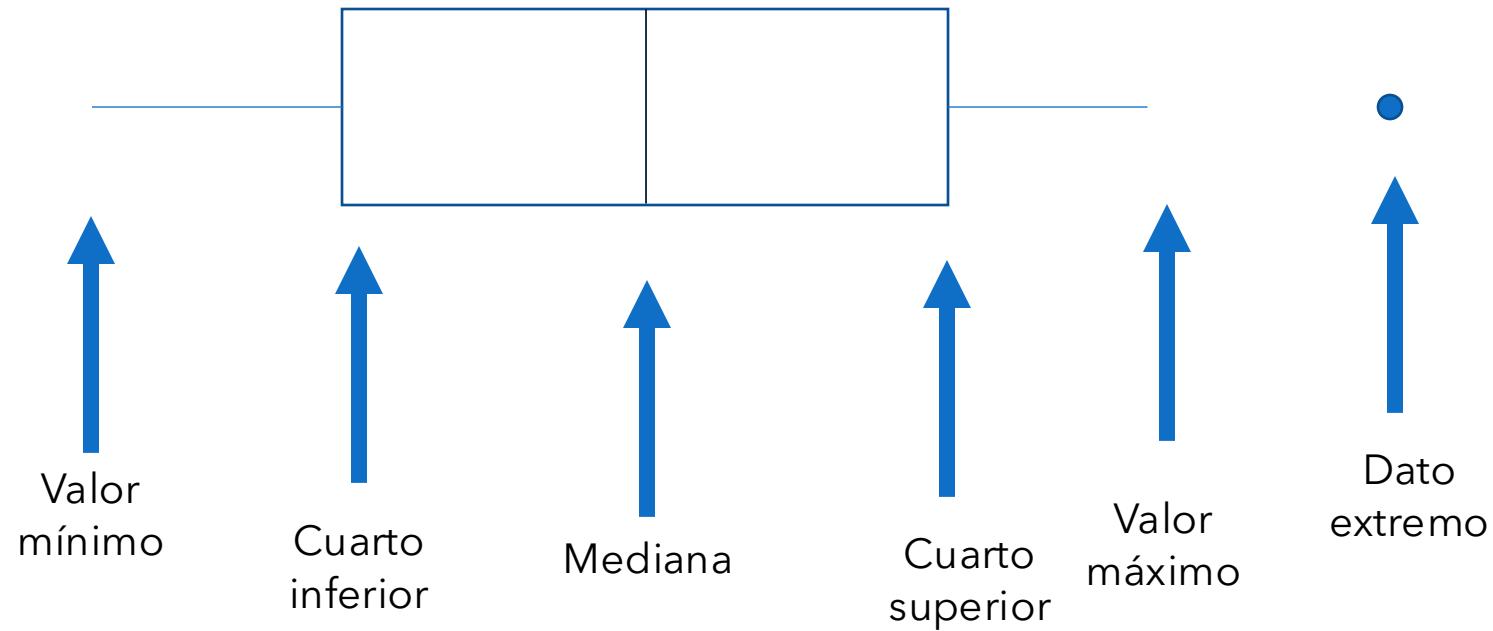 Valor
mínimo
Cuarto
inferior
Mediana
Cuarto
superior
Valor
máximo
Dato
extremo